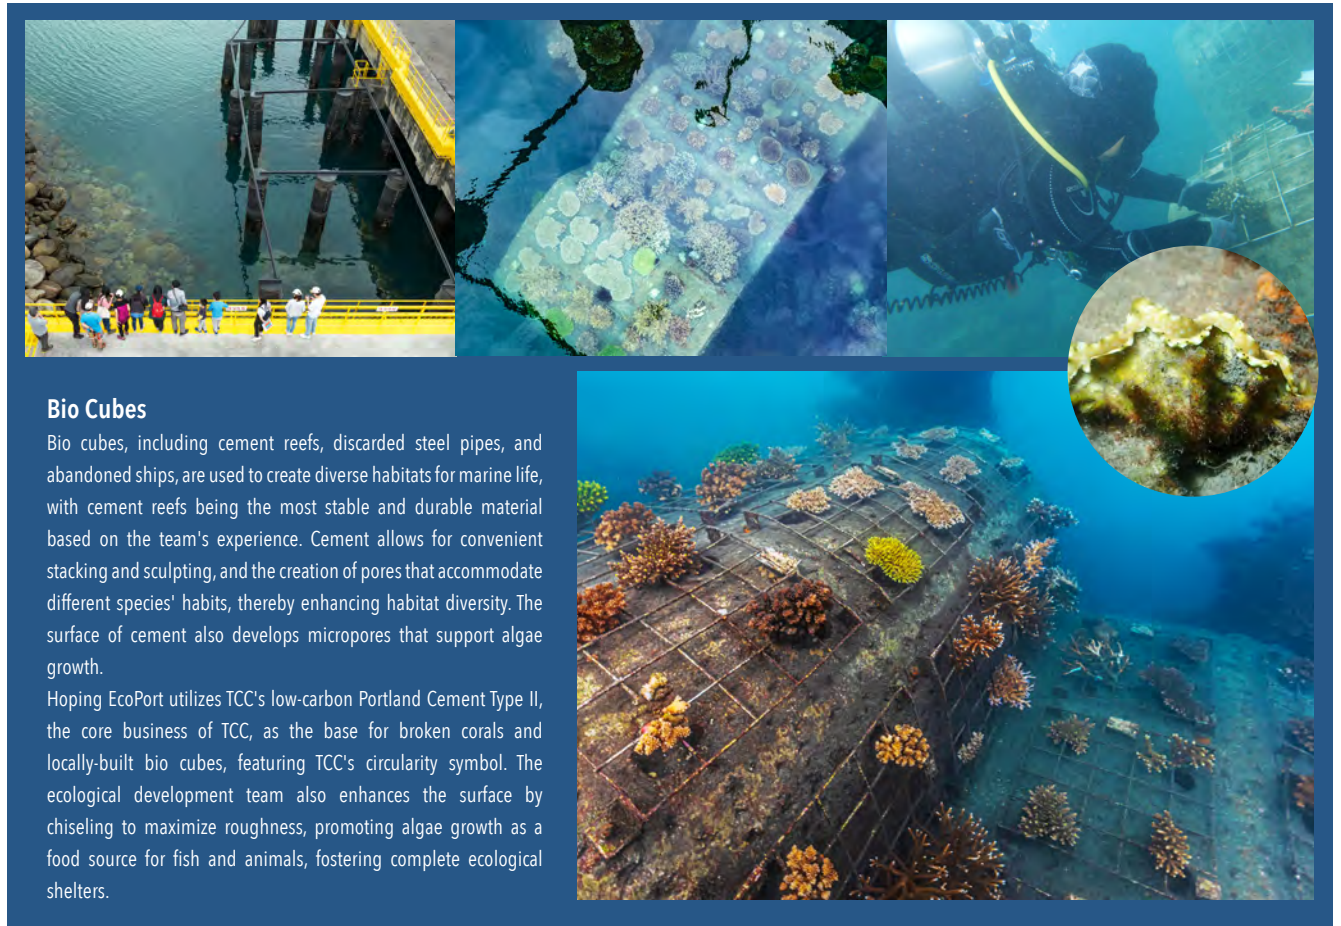 Bio Cubes
Bio cubes, including cement reefs, discarded steel pipes, and
abandoned ships, are used to create diverse habitats for marine life,
with cement reefs being the most stable and durable material
based on the team's experience. Cement allows for convenient
stacking and sculpting, and the creation of pores that accommodate
different species' habits, thereby enhancing habitat diversity. The
surface of cement also develops micropores that support algae
growth.
Hoping EcoPort utilizes TCC's low-carbon Portland Cement Type II,
the core business of TCC, as the base for broken corals and
locally-built bio cubes, featuring TCC's circularity symbol. The
ecological development team also enhances the surface by
chiseling to maximize roughness, promoting algae growth as a
food source for fish and animals, fostering complete ecological
shelters.